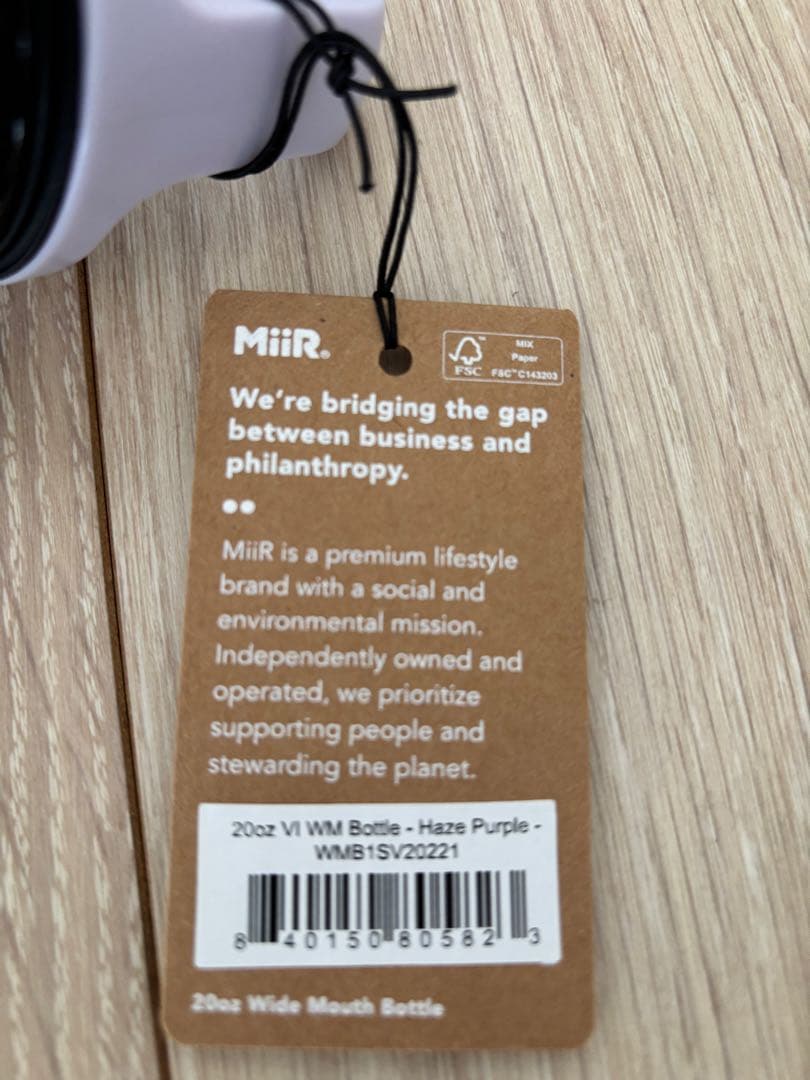 MiiR®
FSC™
MIX
Paper
FSC™ C143203
We're bridging the gap
between business and
philanthropy.
MiiR is a premium lifestyle
brand with a social and
environmental mission.
Independently owned and
operated, we prioritize
supporting people and
stewarding the planet.
20oz VI WM Bottle - Haze Purple -
WMB1SV20221
8 40150 80582 3
20oz Wide Mouth Bottle